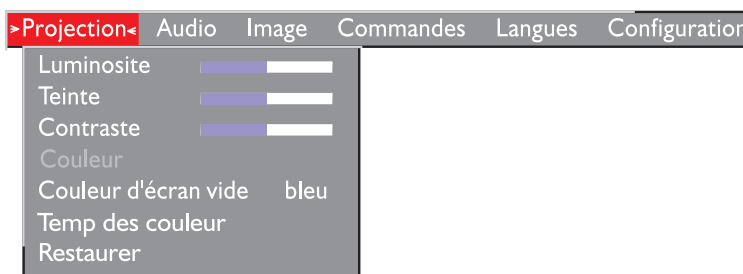 >Projection< Audio Image Commandes Langues Configuration
Luminosite
Teinte
Contraste
Couleur
Couleur d'écran vide bleu
Temp des couleur
Restaurer